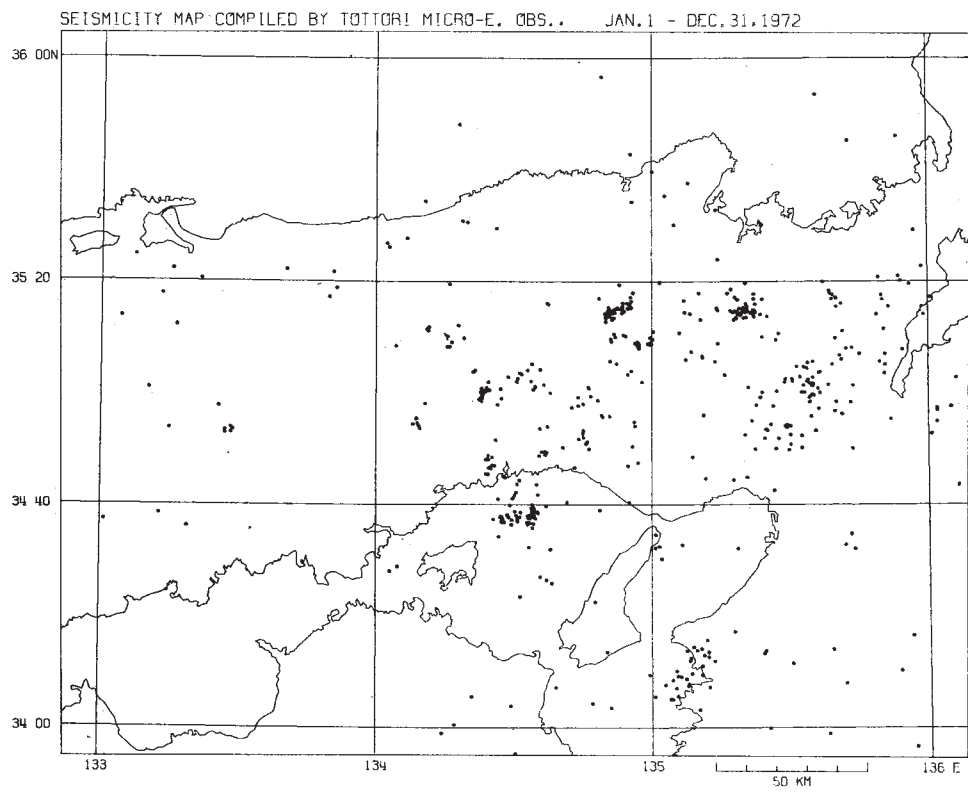 SEISMICITY MAP COMPILED BY TOTTORI MICRO-E. OBS.. JAN.1 - DEC.31.1972
36 00N
35 20
34 40
34 00
133 134 135 136 E
50 KM